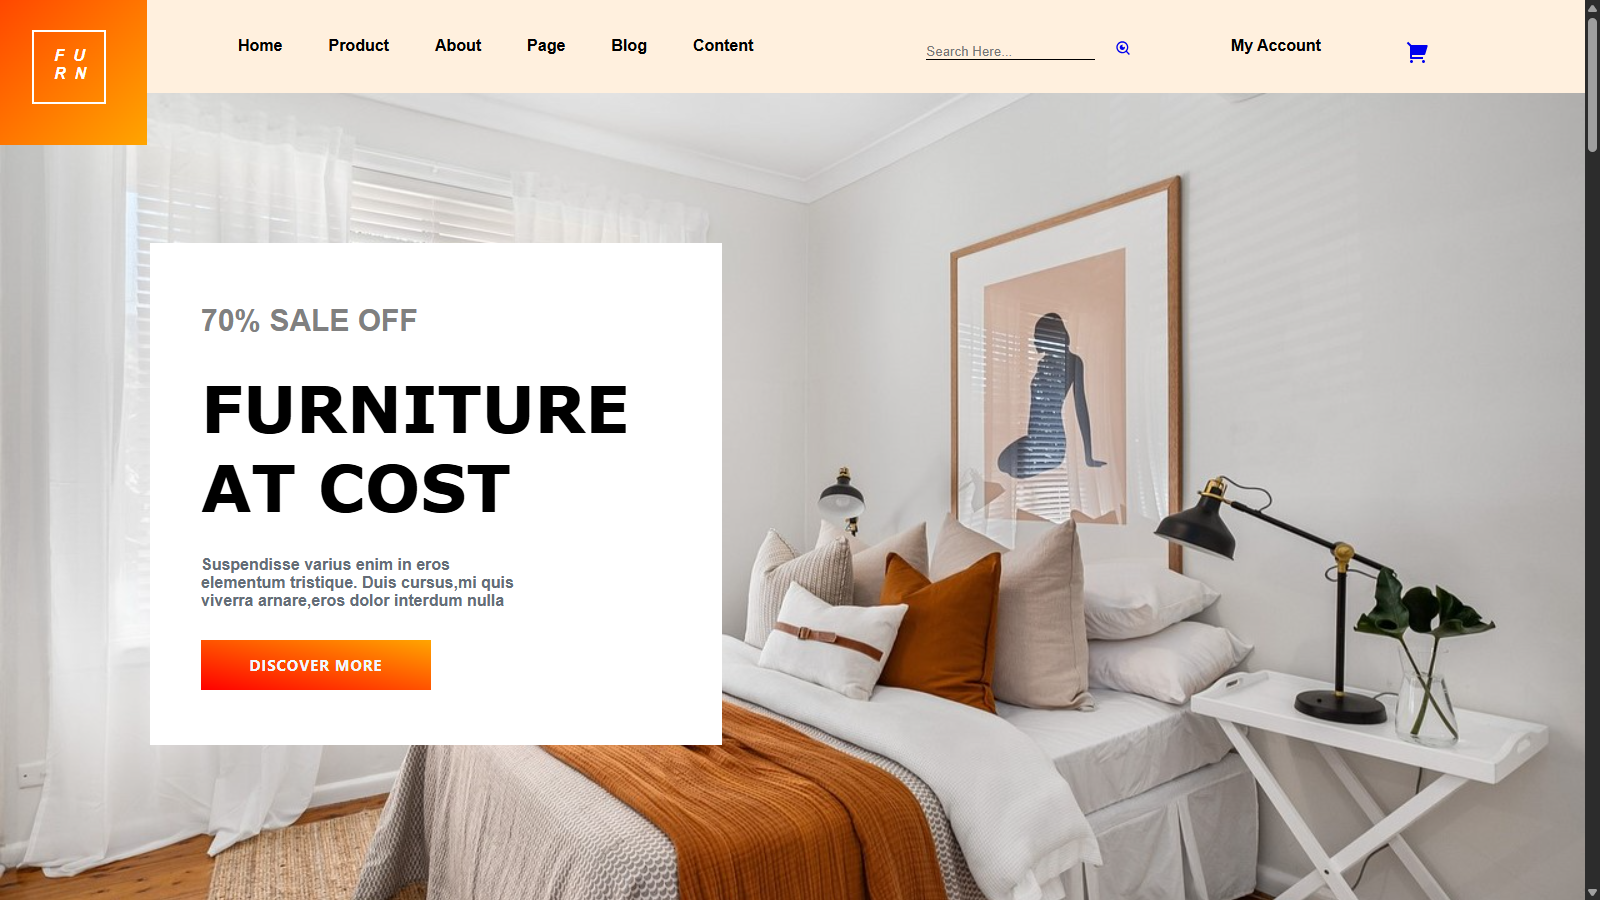 F U
R N
Home
Product
About
Page
Blog
Content
Search Here...
My Account
70% SALE OFF
FURNITURE
AT COST
Suspendisse varius enim in eros
elementum tristique. Duis cursus,mi quis
viverra arnare,eros dolor interdum nulla
DISCOVER MORE